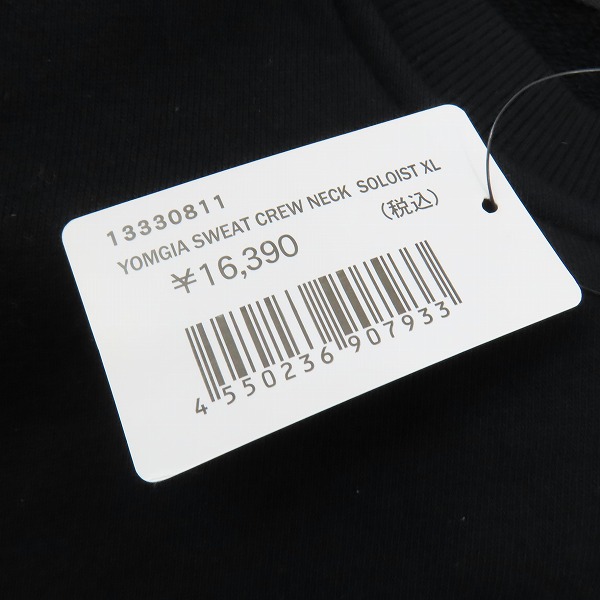 13330811
YOMGIA SWEAT CREW NECK SOLOIST XL
¥16,390 (税込)
4550236907933